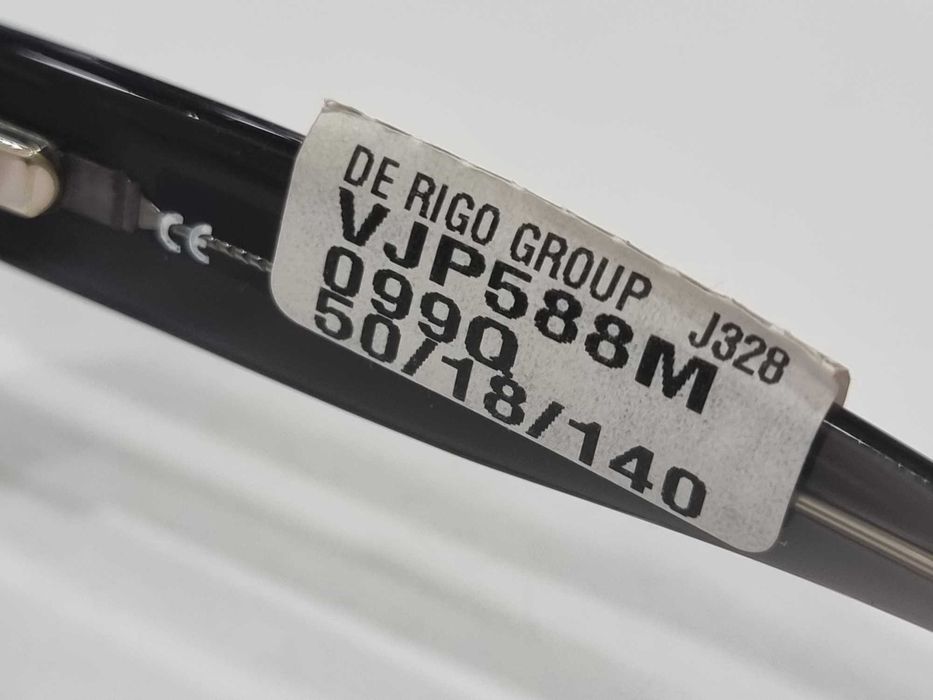 CE
DE RIGO GROUP
VJP588M J328
099Q
50/18/140